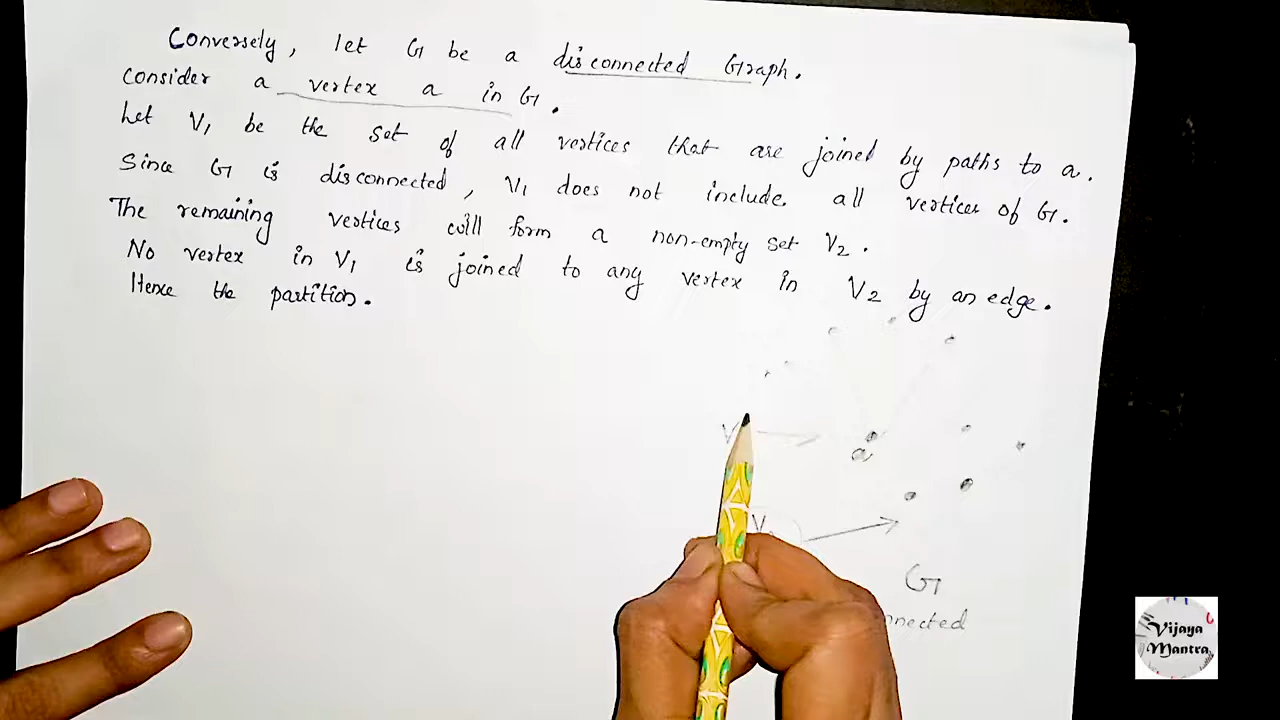 Conversely, let G be a disconnected Graph.
Consider a vertex a in G.
Let V1 be the set of all vertices that are joined by paths to a.
Since G is disconnected, V1 does not include all vertices of G.
The remaining vertices will form a non-empty set V2.
No vertex in V1 is joined to any vertex in V2 by an edge.
Hence the partition.
a
G
Vijaya
Mantra